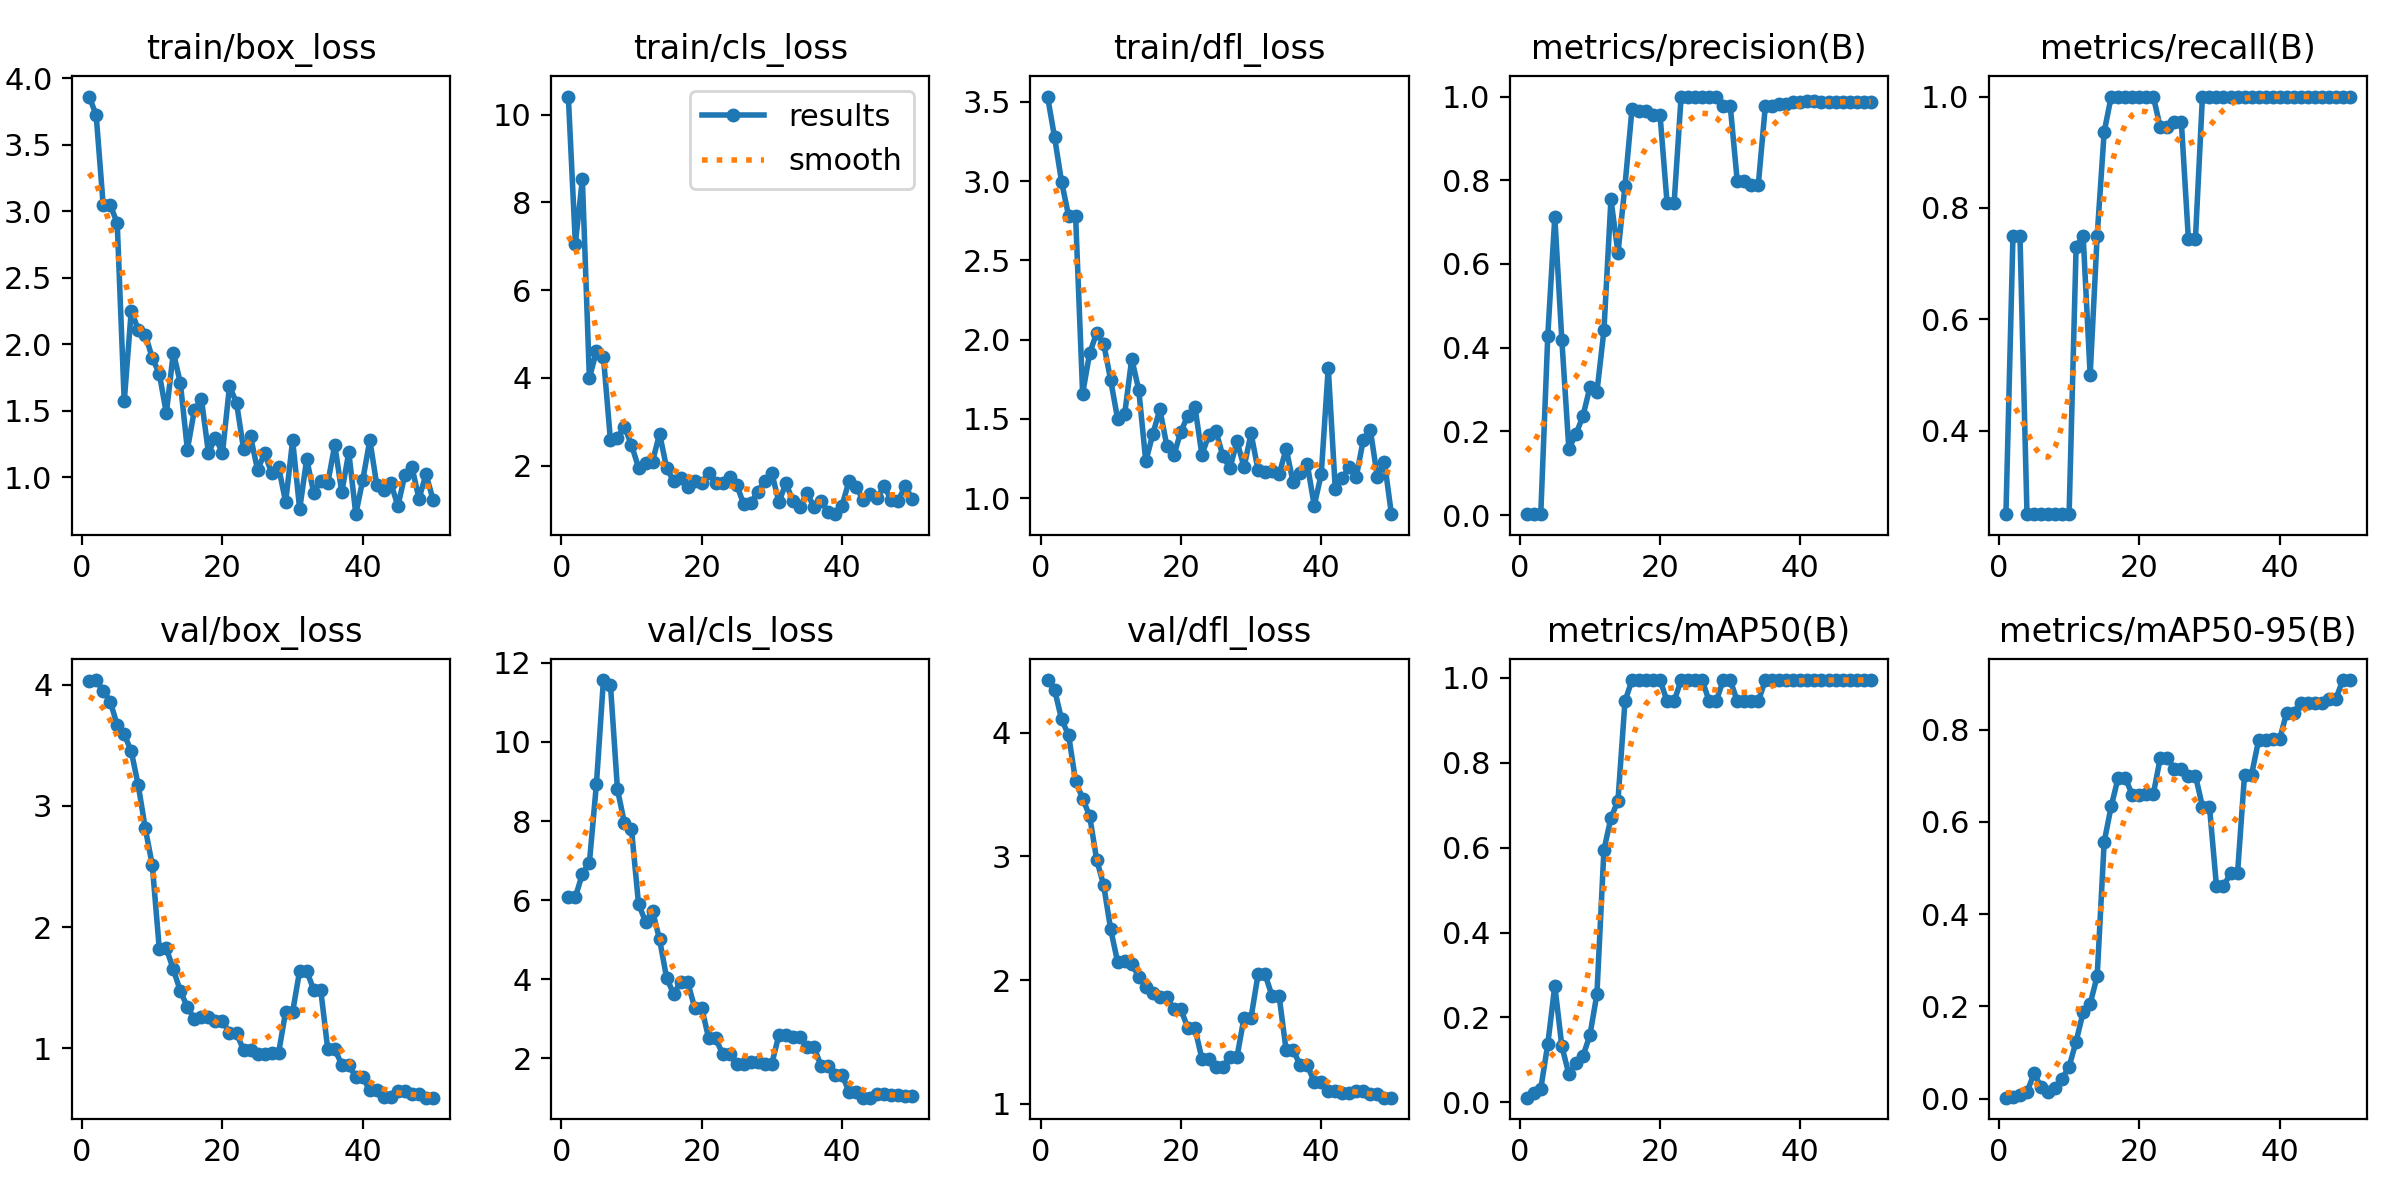 train/box_loss
4.0
3.5
3.0
2.5
2.0
1.5
1.0
0 20 40
train/cls_loss
results
smooth
10
8
6
4
2
0 20 40
train/dfl_loss
3.5
3.0
2.5
2.0
1.5
1.0
0 20 40
metrics/precision(B)
1.0
0.8
0.6
0.4
0.2
0.0
0 20 40
metrics/recall(B)
1.0
0.8
0.6
0.4
0 20 40
val/box_loss
4
3
2
1
0 20 40
val/cls_loss
12
10
8
6
4
2
0 20 40
val/dfl_loss
4
3
2
1
0 20 40
metrics/mAP50(B)
1.0
0.8
0.6
0.4
0.2
0.0
0 20 40
metrics/mAP50-95(B)
0.8
0.6
0.4
0.2
0.0
0 20 40